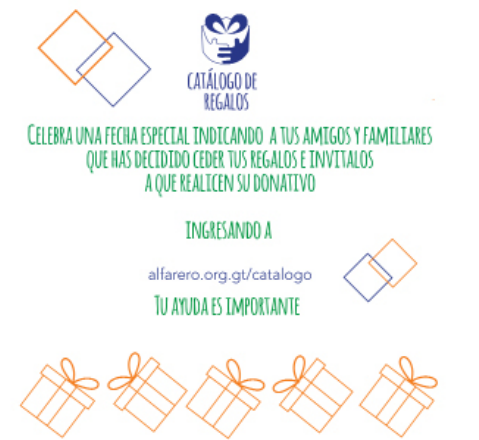 CATÁLOGO DE
REGALOS
CELEBRA UNA FECHA ESPECIAL INDICANDO A TUS AMIGOS Y FAMILIARES
QUE HAS DECIDIDO CEDER TUS REGALOS E INVITALOS
A QUE REALICEN SU DONATIVO
INGRESANDO A
alfarero.org.gt/catalogo
TU AYUDA ES IMPORTANTE